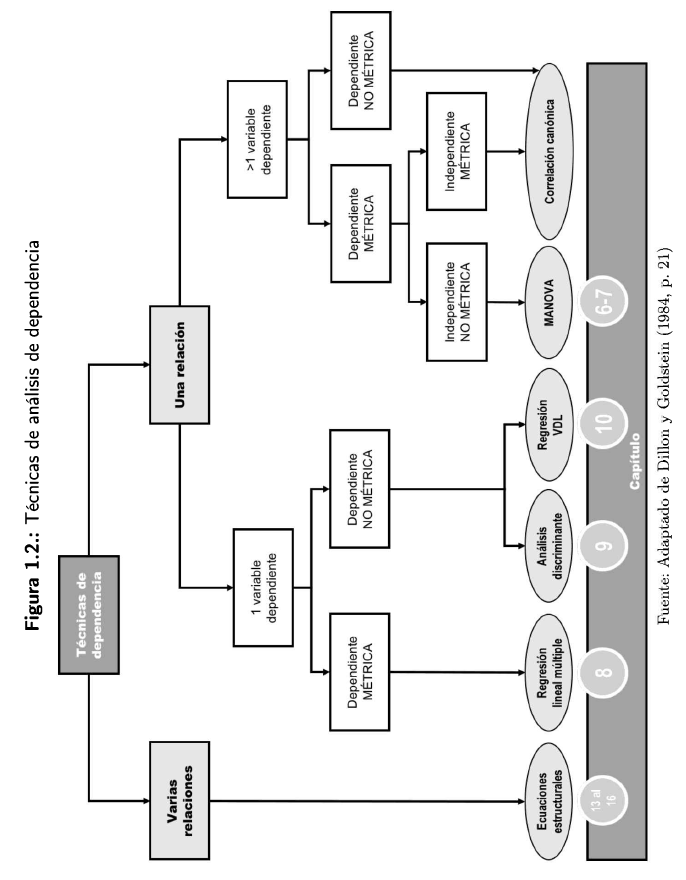 Figura 1.2.: Técnicas de análisis de dependencia
Técnicas de
dependencia
Varias
relaciones
Una relación
1 variable
dependiente
>1 variable
dependiente
Dependiente
MÉTRICA
Dependiente
NO MÉTRICA
Dependiente
MÉTRICA
Dependiente
NO MÉTRICA
Independiente
NO MÉTRICA
Independiente
MÉTRICA
Ecuaciones
estructurales
Regresión
lineal múltiple
Análisis
discriminante
Regresión
VDL
MANOVA
Correlación canónica
13 al
16
8
9
10
6-7
Capítulo
Fuente: Adaptado de Dillon y Goldstein (1984, p. 21)